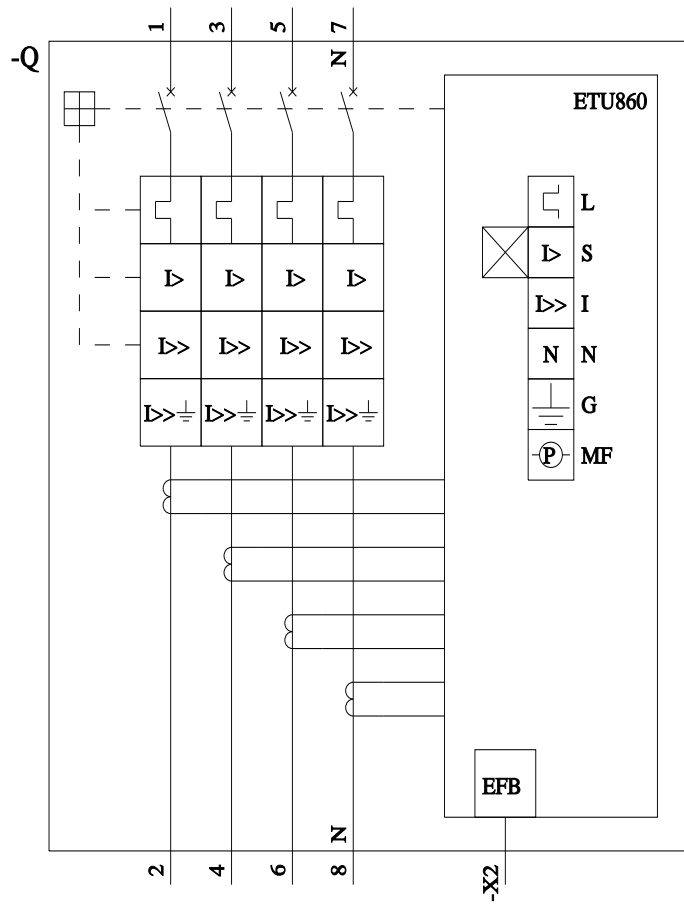 1 3 5 7
-Q
N
ETU860
L
I> S
I> I> I> I>
I>> I
I>> I>> I>> I>>
N N
I>> I>> I>> I>>
G
P MF
EFB
N
2 4 6 8
-X2